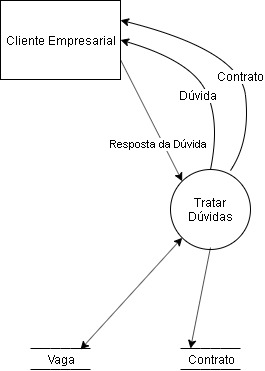 Cliente Empresarial
Contrato
Dúvida
Resposta da Dúvida
Tratar
Dúvidas
Vaga
Contrato